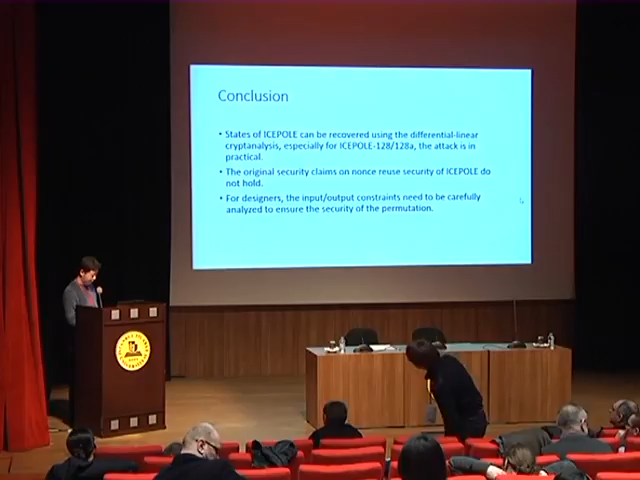 Conclusion
• States of ICEPOLE can be recovered using the differential-linear
cryptanalysis, especially for ICEPOLE-128/128a, the attack is in
practical.
• The original security claims on nonce reuse security of ICEPOLE do
not hold.
• For designers, the input/output constraints need to be carefully
analyzed to ensure the security of the permutation.